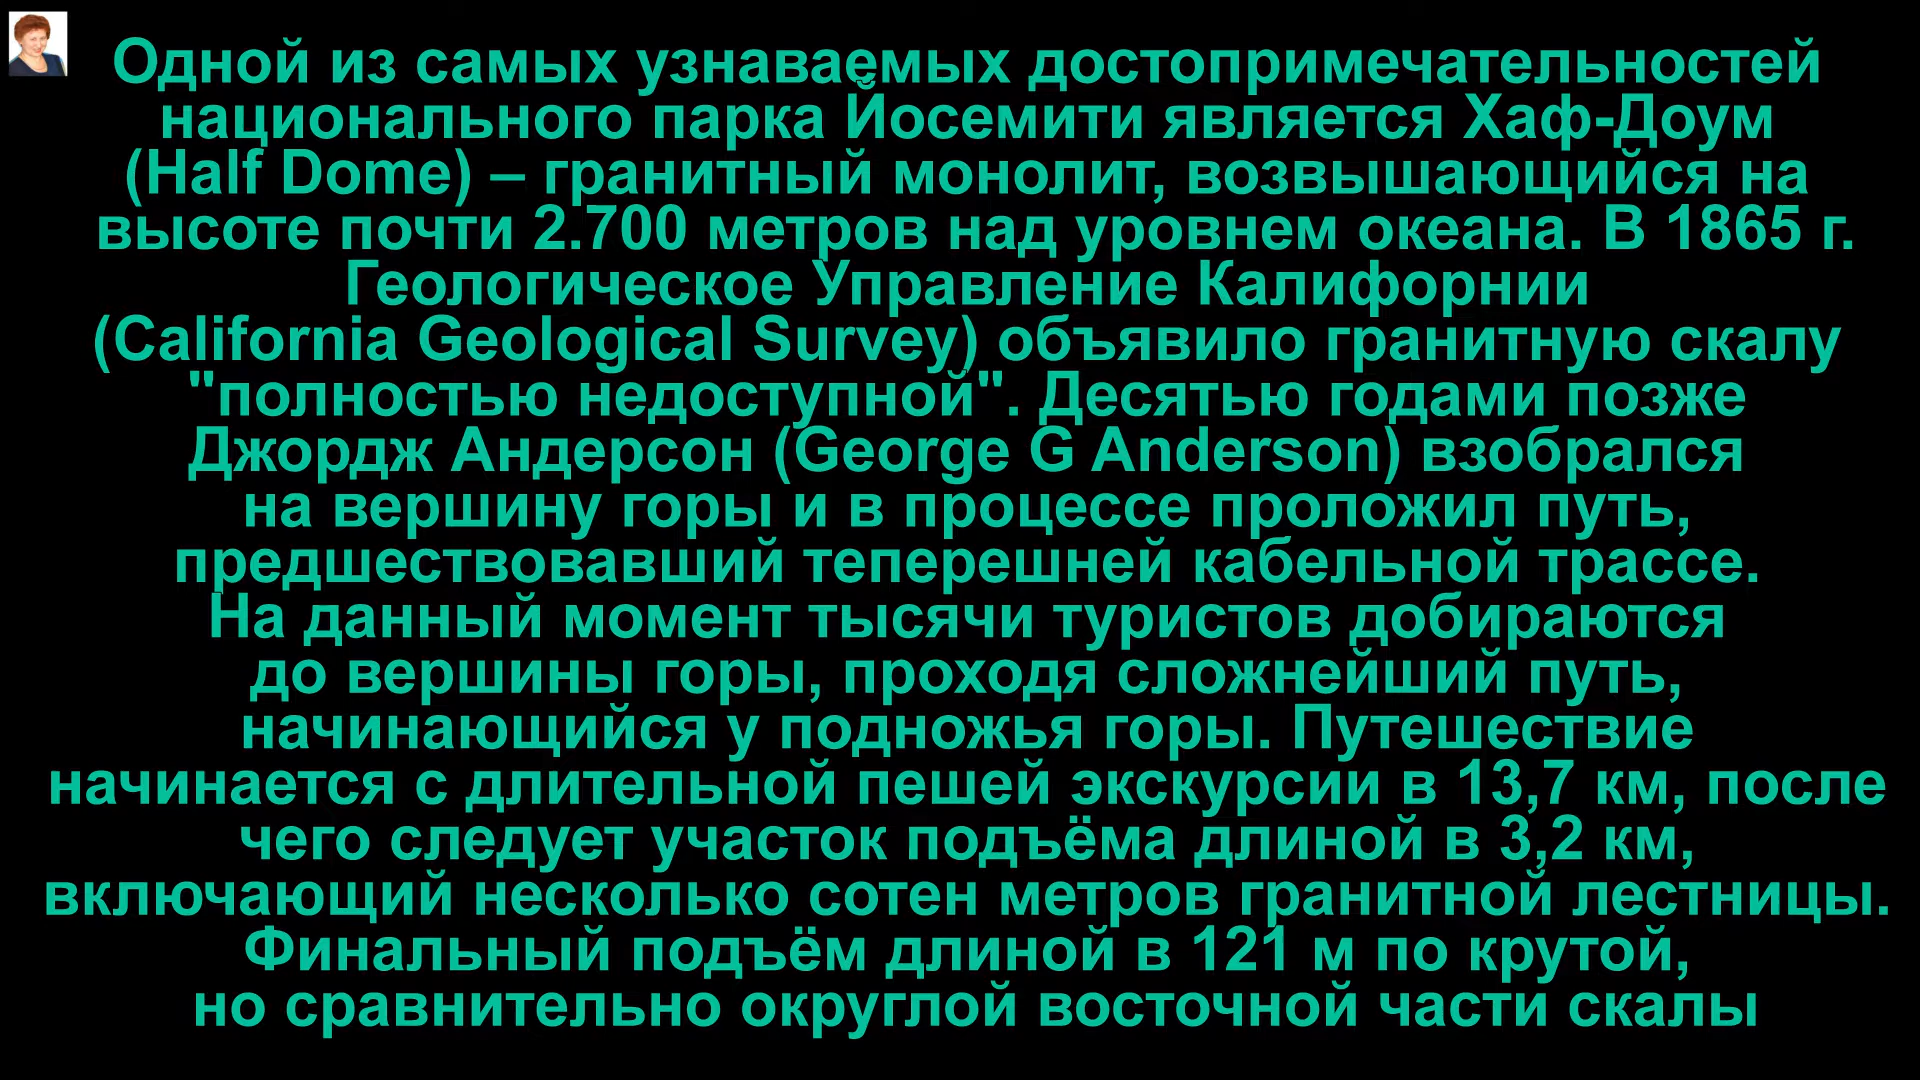 Одной из самых узнаваемых достопримечательностей
национального парка Йосемити является Хаф-Доум
(Half Dome) – гранитный монолит, возвышающийся на
высоте почти 2.700 метров над уровнем океана. В 1865 г.
Геологическое Управление Калифорнии
(California Geological Survey) объявило гранитную скалу
"полностью недоступной". Десятью годами позже
Джордж Андерсон (George G Anderson) взобрался
на вершину горы и в процессе проложил путь,
предшествовавший теперешней кабельной трассе.
На данный момент тысячи туристов добираются
до вершины горы, проходя сложнейший путь,
начинающийся у подножья горы. Путешествие
начинается с длительной пешей экскурсии в 13,7 км, после
чего следует участок подъёма длиной в 3,2 км,
включающий несколько сотен метров гранитной лестницы.
Финальный подъём длиной в 121 м по крутой,
но сравнительно округлой восточной части скалы